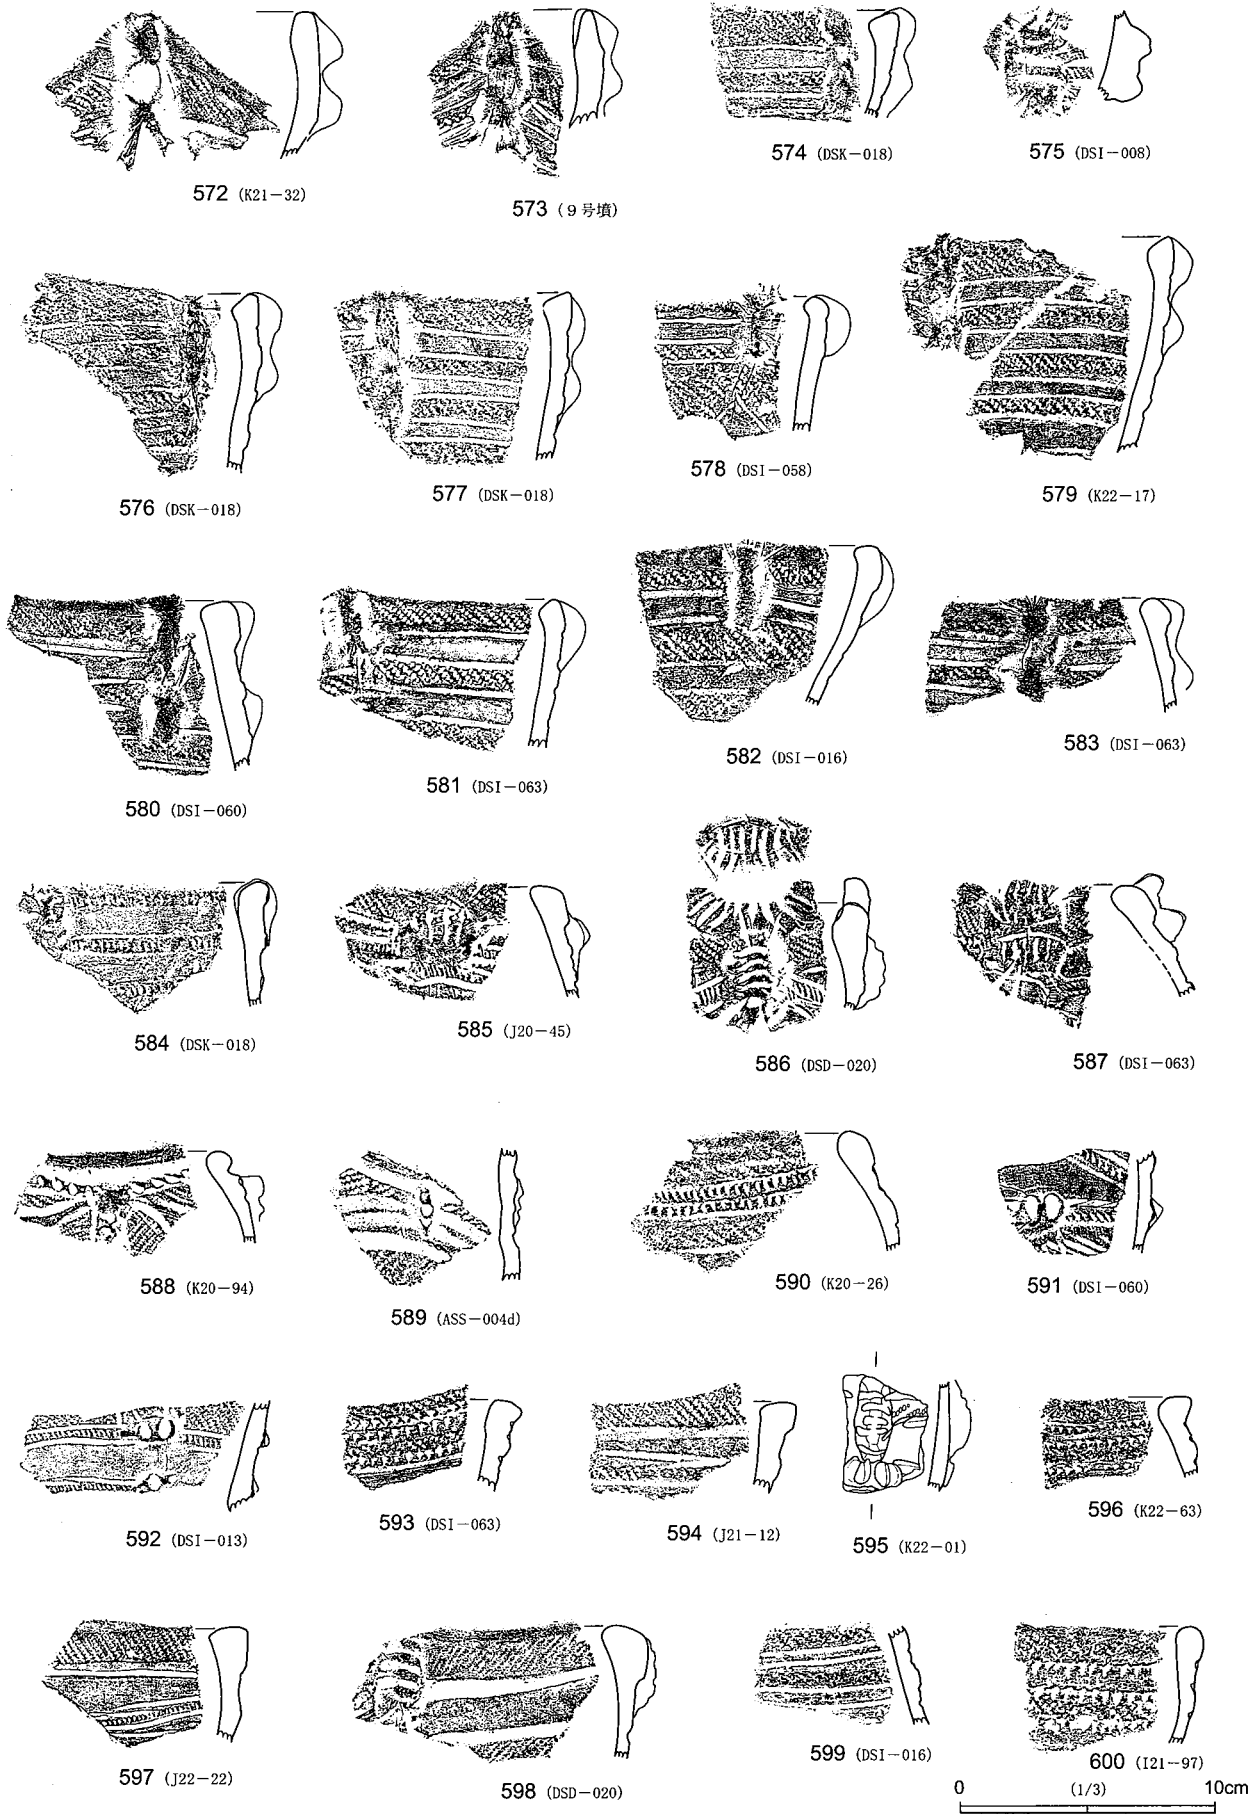 572 (K21-32)
573 (9号墳)
574 (DSK-018)
575 (DSI-008)
576 (DSK-018)
577 (DSK-018)
578 (DSI-058)
579 (K22-17)
580 (DSI-060)
581 (DSI-063)
582 (DSI-016)
583 (DSI-063)
584 (DSK-018)
585 (J20-45)
586 (DSD-020)
587 (DSI-063)
588 (K20-94)
589 (ASS-004d)
590 (K20-26)
591 (DSI-060)
592 (DSI-013)
593 (DSI-063)
594 (J21-12)
595 (K22-01)
596 (K22-63)
597 (J22-22)
598 (DSD-020)
599 (DSI-016)
600 (I21-97)
0 (1/3) 10cm